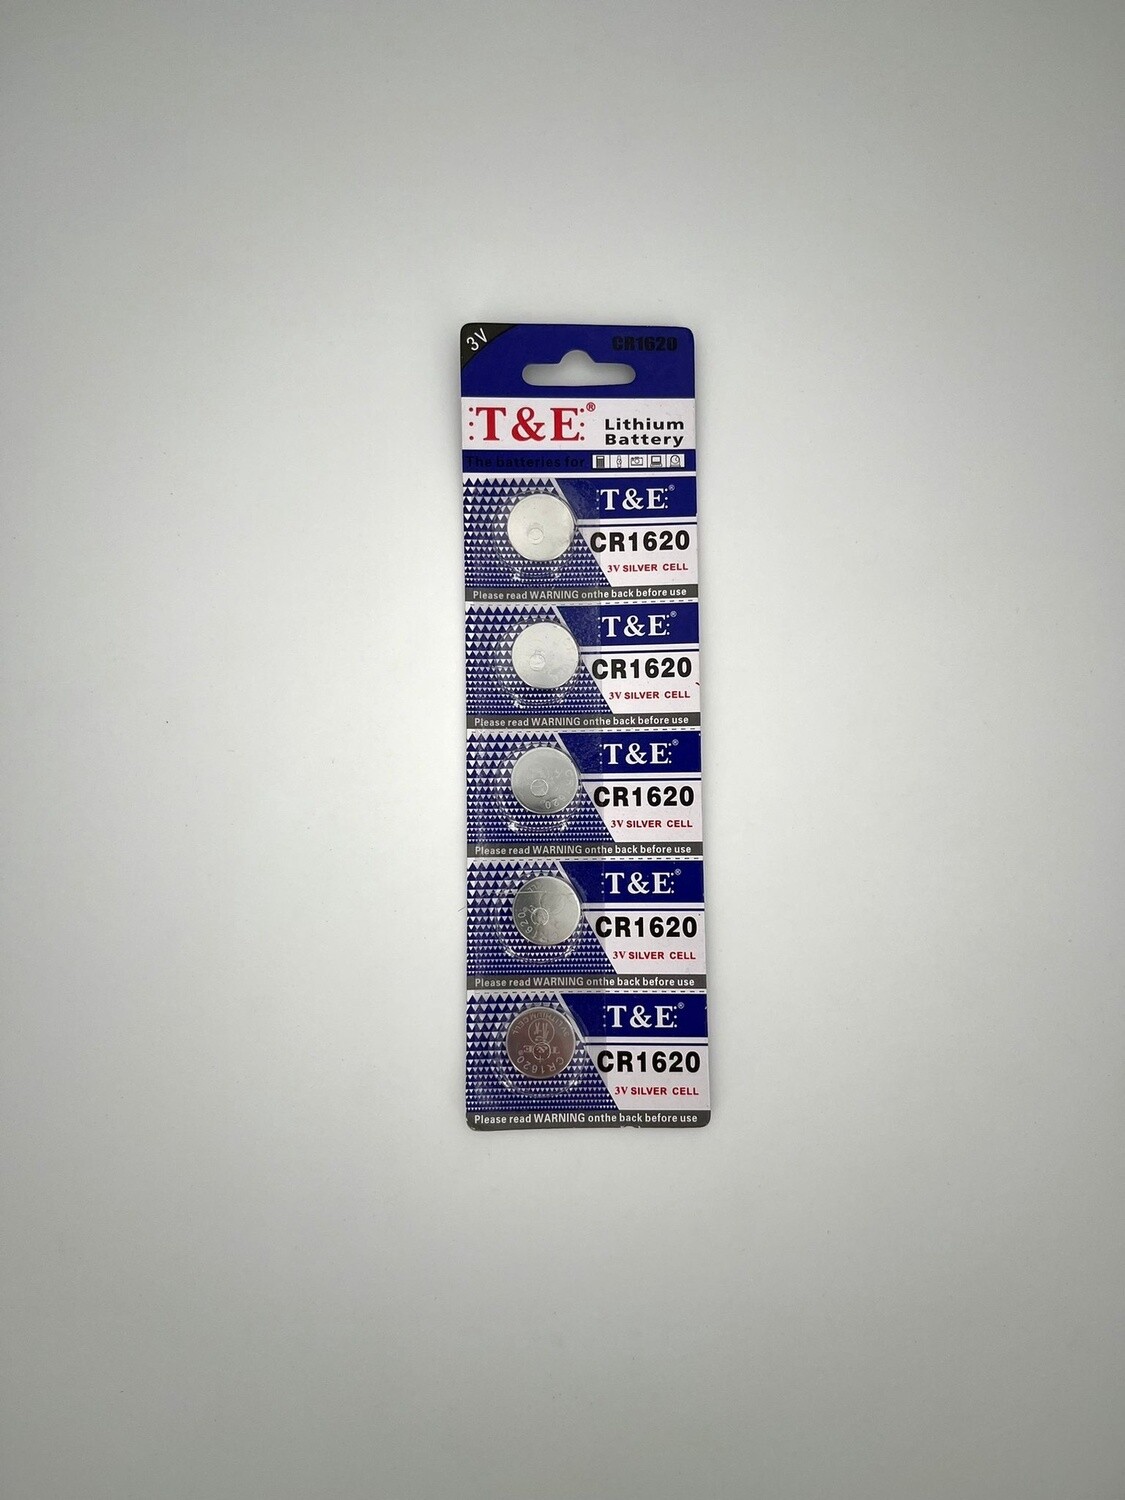 3V
CR1620
:T&E:®
Lithium
Battery
The batteries for
:T&E:®
CR1620
3V SILVER CELL
Please read WARNING onthe back before use
:T&E:®
CR1620
3V SILVER CELL
Please read WARNING onthe back before use
:T&E:®
CR1620
3V SILVER CELL
Please read WARNING onthe back before use
:T&E:®
1620
CR1620
3V SILVER CELL
Please read WARNING onthe back before use
:T&E:®
T&E
CR1620
CR1620
3V SILVER CELL
Please read WARNING onthe back before use